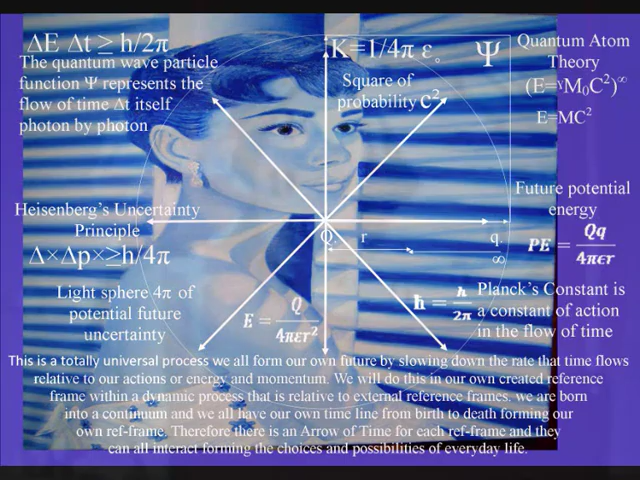 ΔE Δt ≥ h/2π
The quantum wave particle
function Ψ represents the
flow of time Δt itself
photon by photon
K=1/4π ε。
Ψ
Square of
probability c²
Quantum Atom
Theory
(E=ᵞM₀C²)∞
E=MC²
Heisenberg's Uncertainty
Principle
Δ×Δp×≥h/4π
Future potential
energy
PE = Qq / 4πεr
Q. r q.
∞
Light sphere 4π of
potential future
uncertainty
E = Q / 4πεr²
ħ = h / 2π
Planck's Constant is
a constant of action
in the flow of time
This is a totally universal process we all form our own future by slowing down the rate that time flows
relative to our actions or energy and momentum. We will do this in our own created reference
frame within a dynamic process that is relative to external reference frames. we are born
into a continuum and we all have our own time line from birth to death forming our
own ref-frame. Therefore there is an Arrow of Time for each ref-frame and they
can all interact forming the choices and possibilities of everyday life.